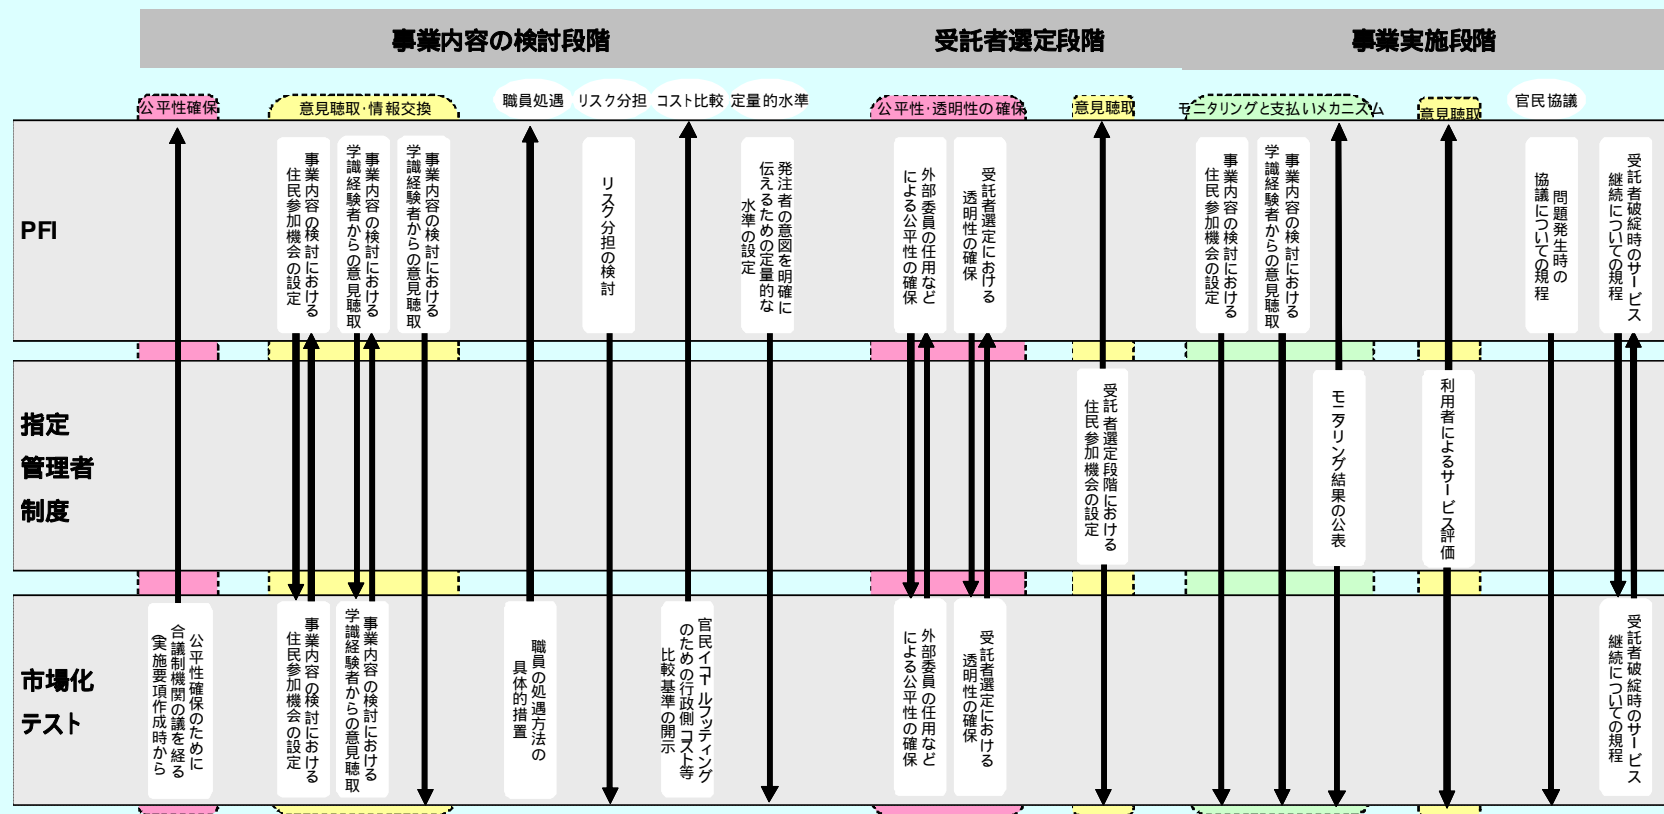 事業内容の検討段階
受託者選定段階
事業実施段階
公平性確保
意見聴取・情報交換
職員処遇
リスク分担
コスト比較
定量的水準
公平性・透明性の確保
意見聴取
モニタリングと支払いメカニズム
意見聴取
官民協議
PFI
事業内容の検討における
住民参加機会の設定
事業内容の検討における
学識経験者からの意見聴取
事業内容の検討における
学識経験者からの意見聴取
リスク分担の検討
発注者の意図を明確に
伝えるための定量的な
水準の設定
外部委員の任用など
による公平性の確保
受託者選定における
透明性の確保
事業内容の検討における
住民参加機会の設定
事業内容の検討における
学識経験者からの意見聴取
問題発生時の
協議についての規程
受託者破綻時のサービス
継続についての規程
指定
管理者
制度
受託者選定段階における
住民参加機会の設定
モニタリング結果の公表
利用者によるサービス評価
市場化
テスト
公平性確保のために
合議制機関の議を経る
(実施要項作成時から
事業内容の検討における
住民参加機会の設定
事業内容の検討における
学識経験者からの意見聴取
職員の処遇方法の
具体的措置
官民イコールフッティング
のための行政側コスト等
比較基準の開示
外部委員の任用など
による公平性の確保
受託者選定における
透明性の確保
受託者破綻時のサービス
継続についての規程